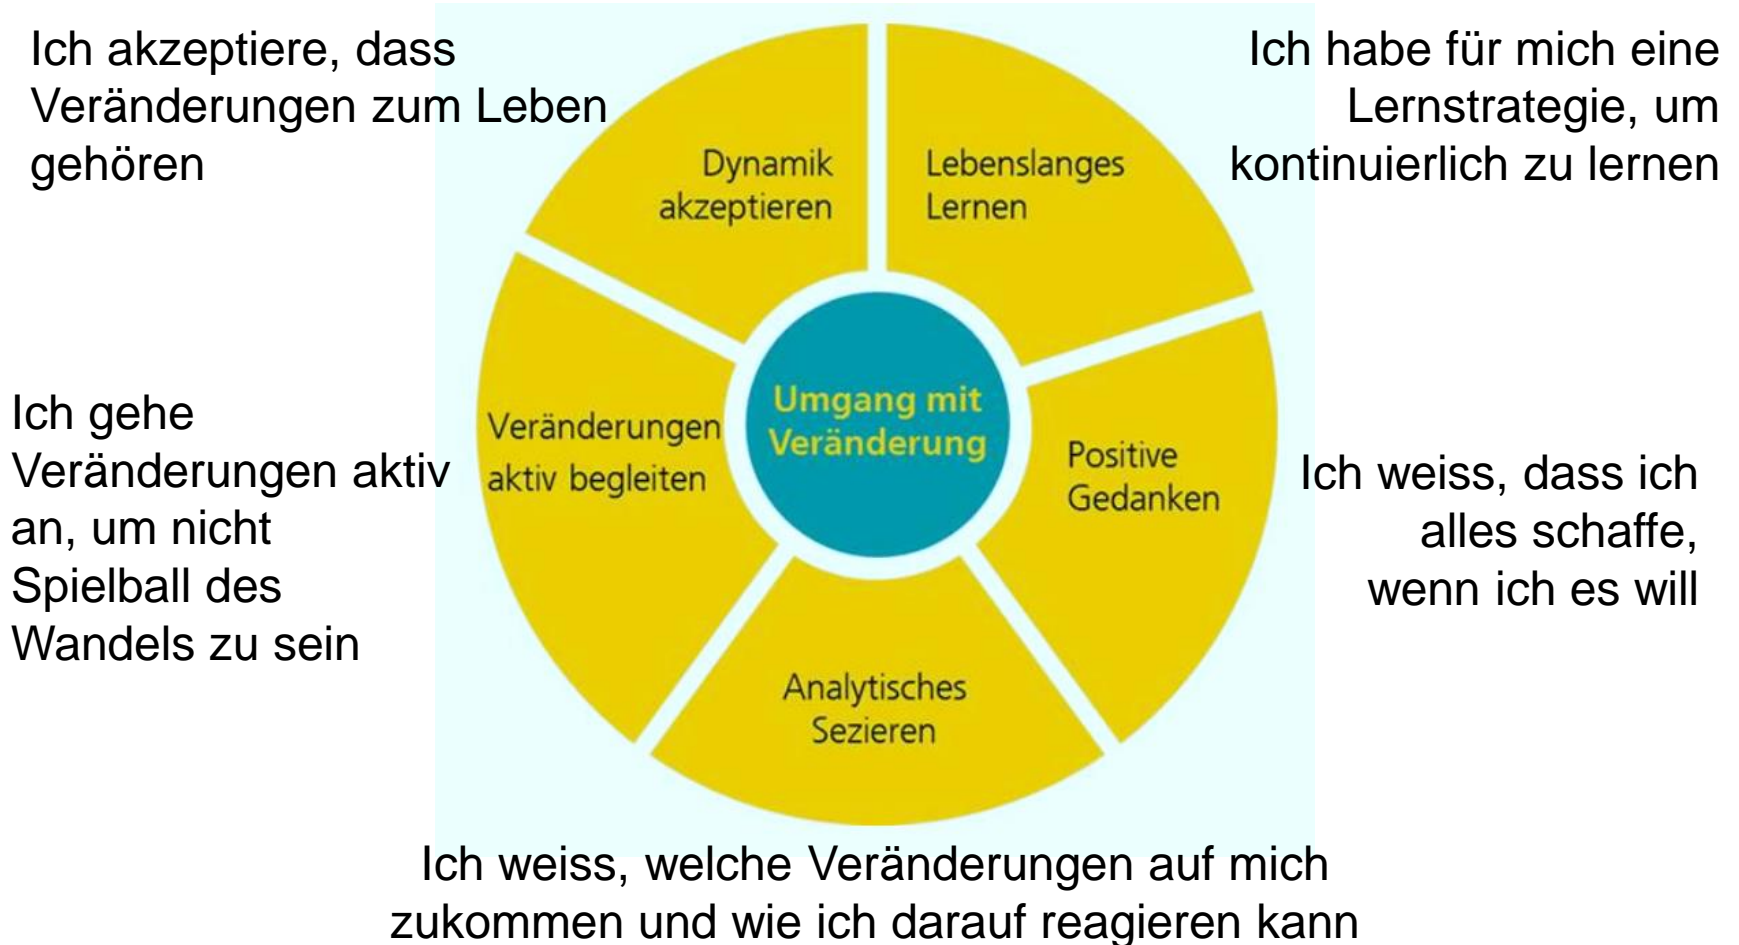 Ich akzeptiere, dass
Veränderungen zum Leben
gehören
Ich habe für mich eine
Lernstrategie, um
kontinuierlich zu lernen
Dynamik
akzeptieren
Lebenslanges
Lernen
Umgang mit
Veränderung
Ich gehe
Veränderungen aktiv
an, um nicht
Spielball des
Wandels zu sein
Veränderungen
aktiv begleiten
Positive
Gedanken
Ich weiss, dass ich
alles schaffe,
wenn ich es will
Analytisches
Sezieren
Ich weiss, welche Veränderungen auf mich
zukommen und wie ich darauf reagieren kann